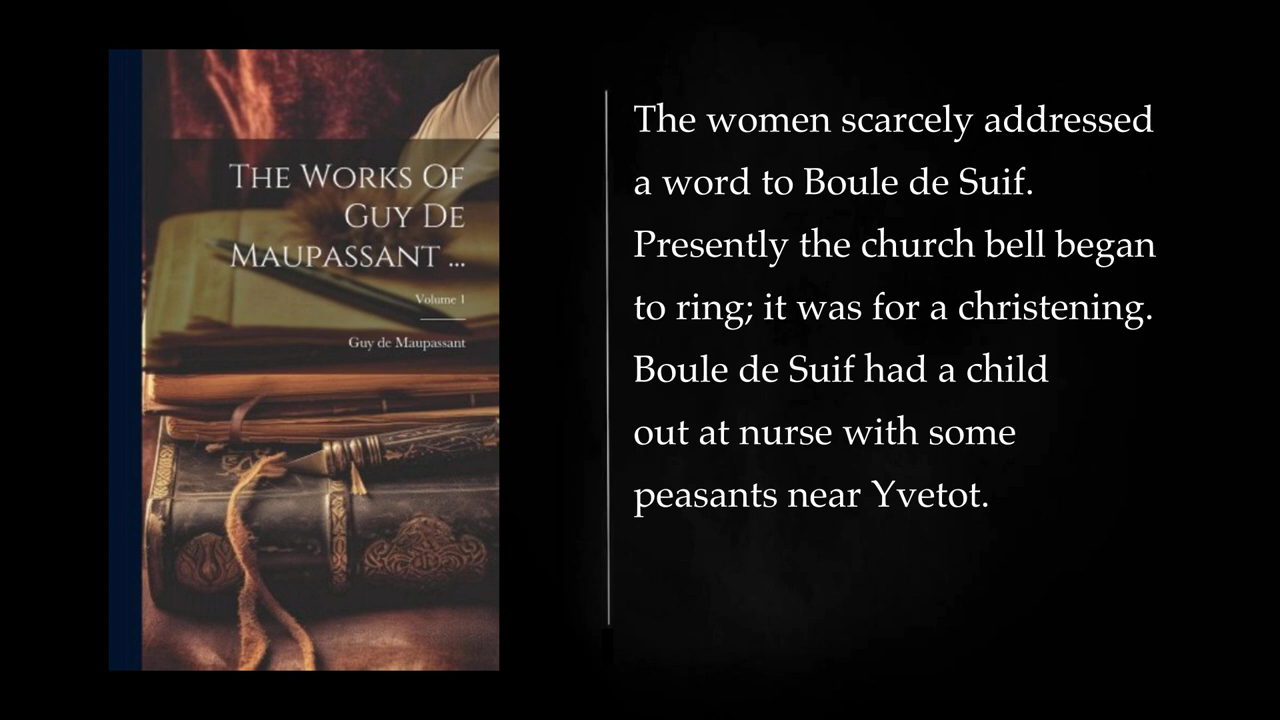 The Works Of
Guy De
Maupassant ...
Volume 1
Guy de Maupassant
The women scarcely addressed
a word to Boule de Suif.
Presently the church bell began
to ring; it was for a christening.
Boule de Suif had a child
out at nurse with some
peasants near Yvetot.